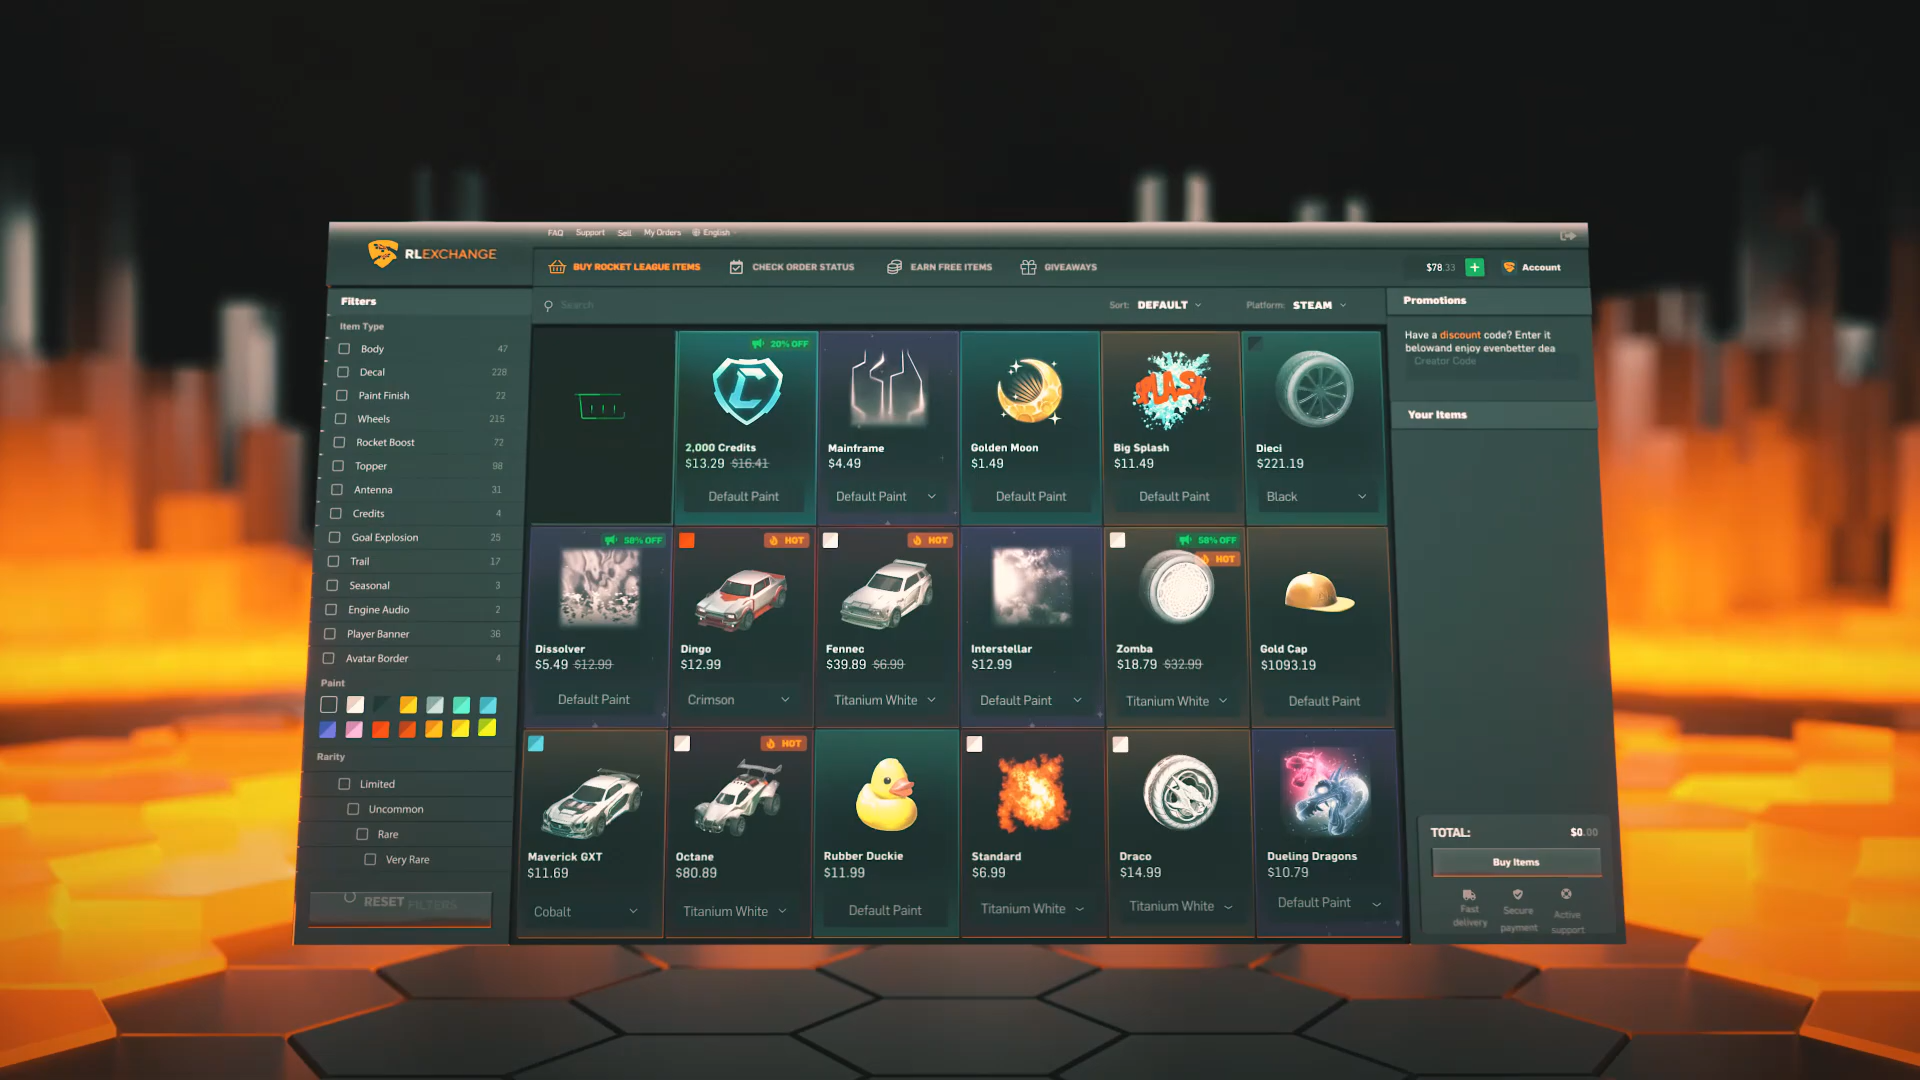 FAQ Support Sell My Orders English
RLEXCHANGE
BUY ROCKET LEAGUE ITEMS CHECK ORDER STATUS EARN FREE ITEMS GIVEAWAYS $78.33 + Account
Filters
Search
Sort: DEFAULT
Platform: STEAM
Item Type
Body 47
Decal 228
Paint Finish 22
Wheels 215
Rocket Boost 72
Topper 98
Antenna 31
Credits 4
Goal Explosion 25
Trail 17
Seasonal 3
Engine Audio 2
Player Banner 36
Avatar Border 4
Paint
Rarity
Limited
Uncommon
Rare
Very Rare
RESET FILTERS
20% OFF
2,000 Credits
$13.29 $16.41
Default Paint
Mainframe
$4.49
Default Paint
Golden Moon
$1.49
Default Paint
SPLASH
Big Splash
$11.49
Default Paint
Dieci
$221.19
Black
58% OFF
Dissolver
$5.49 $12.99
Default Paint
HOT
Dingo
$12.99
Crimson
HOT
Fennec
$39.89 $6.99
Titanium White
Interstellar
$12.99
Default Paint
58% OFF
HOT
Zomba
$18.79 $32.99
Titanium White
Gold Cap
$1093.19
Default Paint
Maverick GXT
$11.69
Cobalt
HOT
Octane
$80.89
Titanium White
Rubber Duckie
$11.99
Default Paint
Standard
$6.99
Titanium White
Draco
$14.99
Titanium White
Dueling Dragons
$10.79
Default Paint
Promotions
Have a discount code? Enter it
belowand enjoy evenbetter dea
Creator Code
Your Items
TOTAL: $0.00
Buy Items
Fast
delivery
Secure
payment
Active
support